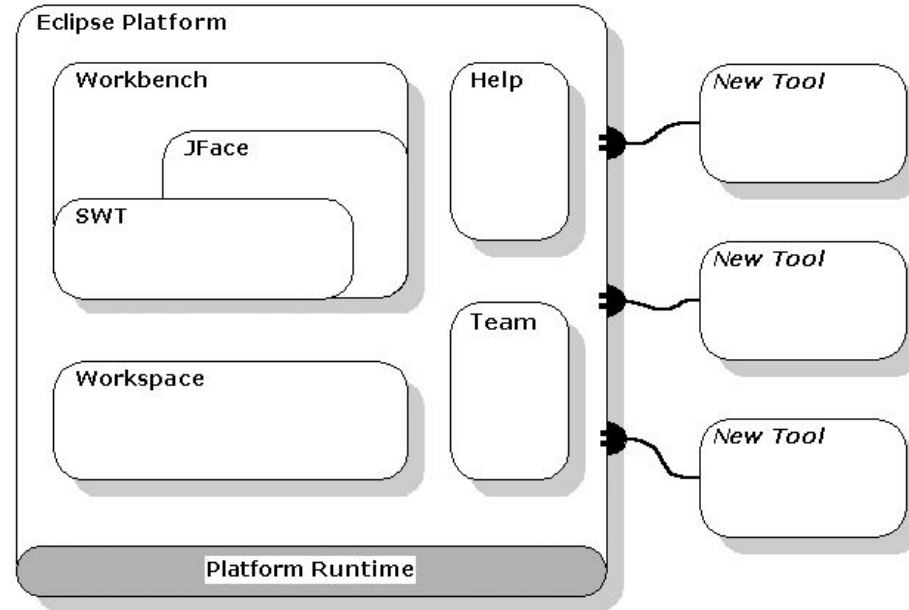 Eclipse Platform
Workbench
JFace
SWT
Workspace
Help
Team
Platform Runtime
New Tool
New Tool
New Tool